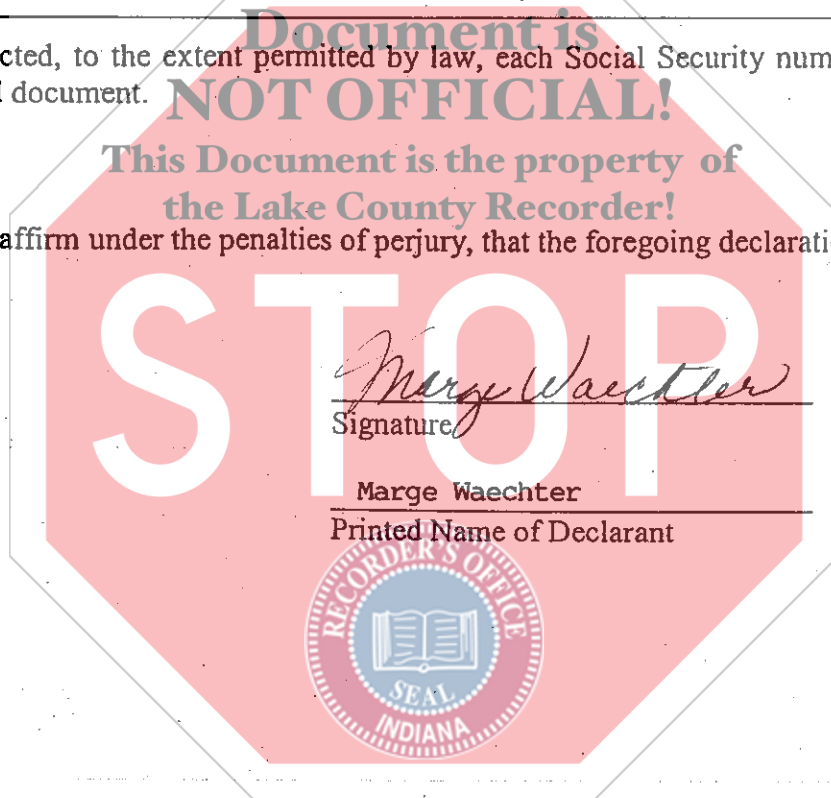 Document is
cted, to the extent permitted by law, each Social Security num
document.
NOT OFFICIAL!
This Document is the property of
the Lake County Recorder!
affirm under the penalties of perjury, that the foregoing declarati
STOP
Marge Waechtler
Signature
Marge Waechter
Printed Name of Declarant
RECORDER'S OFFICE
SEAL
INDIANA